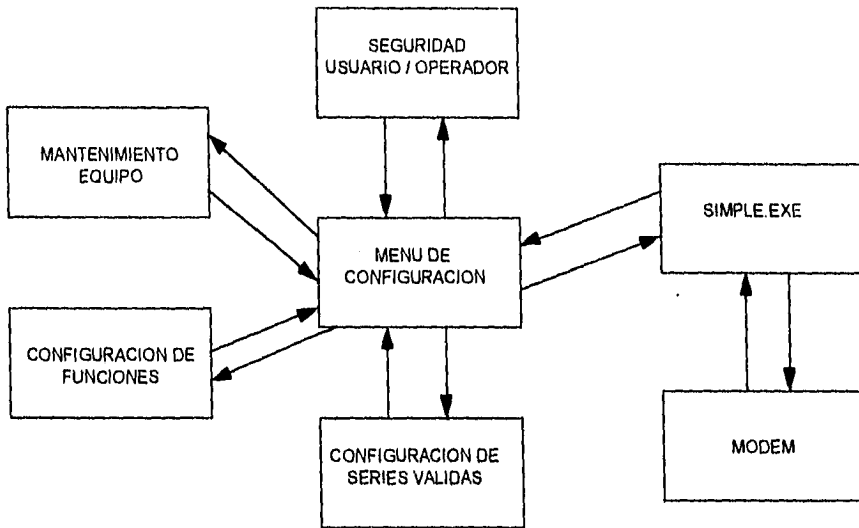 SEGURIDAD
USUARIO / OPERADOR
MANTENIMIENTO
EQUIPO
SIMPLE.EXE
MENU DE
CONFIGURACION
CONFIGURACION DE
FUNCIONES
CONFIGURACION DE
SERIES VALIDAS
MODEM